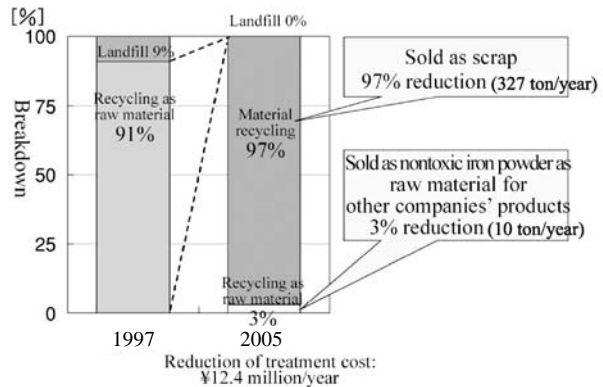 [%]
Landfill 0%
100
Landfill 9%
Recycling as
raw material
91%
75
50
25
0
Breakdown
Material
recycling
97%
Recycling as
raw material
3%
Sold as scrap
97% reduction (327 ton/year)
Sold as nontoxic iron powder as
raw material for
other companies' products
3% reduction (10 ton/year)
1997
2005
Reduction of treatment cost:
¥12.4 million/year